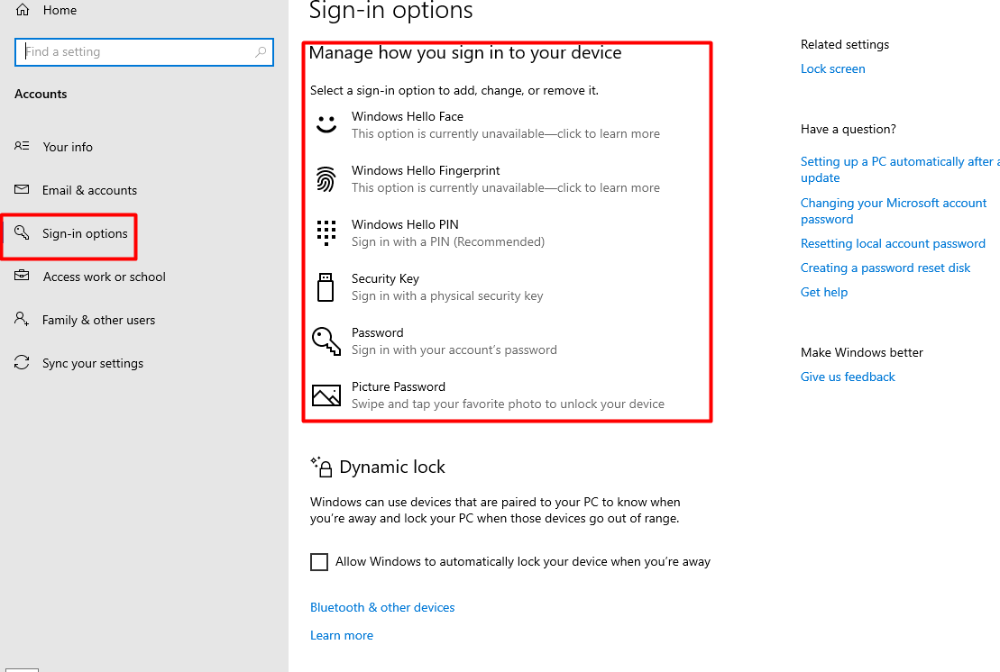 Home
Find a setting
Accounts
Your info
Email & accounts
Sign-in options
Access work or school
Family & other users
Sync your settings
Sign-in options
Manage how you sign in to your device
Select a sign-in option to add, change, or remove it.
Windows Hello Face
This option is currently unavailable—click to learn more
Windows Hello Fingerprint
This option is currently unavailable—click to learn more
Windows Hello PIN
Sign in with a PIN (Recommended)
Security Key
Sign in with a physical security key
Password
Sign in with your account's password
Picture Password
Swipe and tap your favorite photo to unlock your device
Dynamic lock
Windows can use devices that are paired to your PC to know when
you're away and lock your PC when those devices go out of range.
Allow Windows to automatically lock your device when you're away
Bluetooth & other devices
Learn more
Related settings
Lock screen
Have a question?
Setting up a PC automatically after a
update
Changing your Microsoft account
password
Resetting local account password
Creating a password reset disk
Get help
Make Windows better
Give us feedback